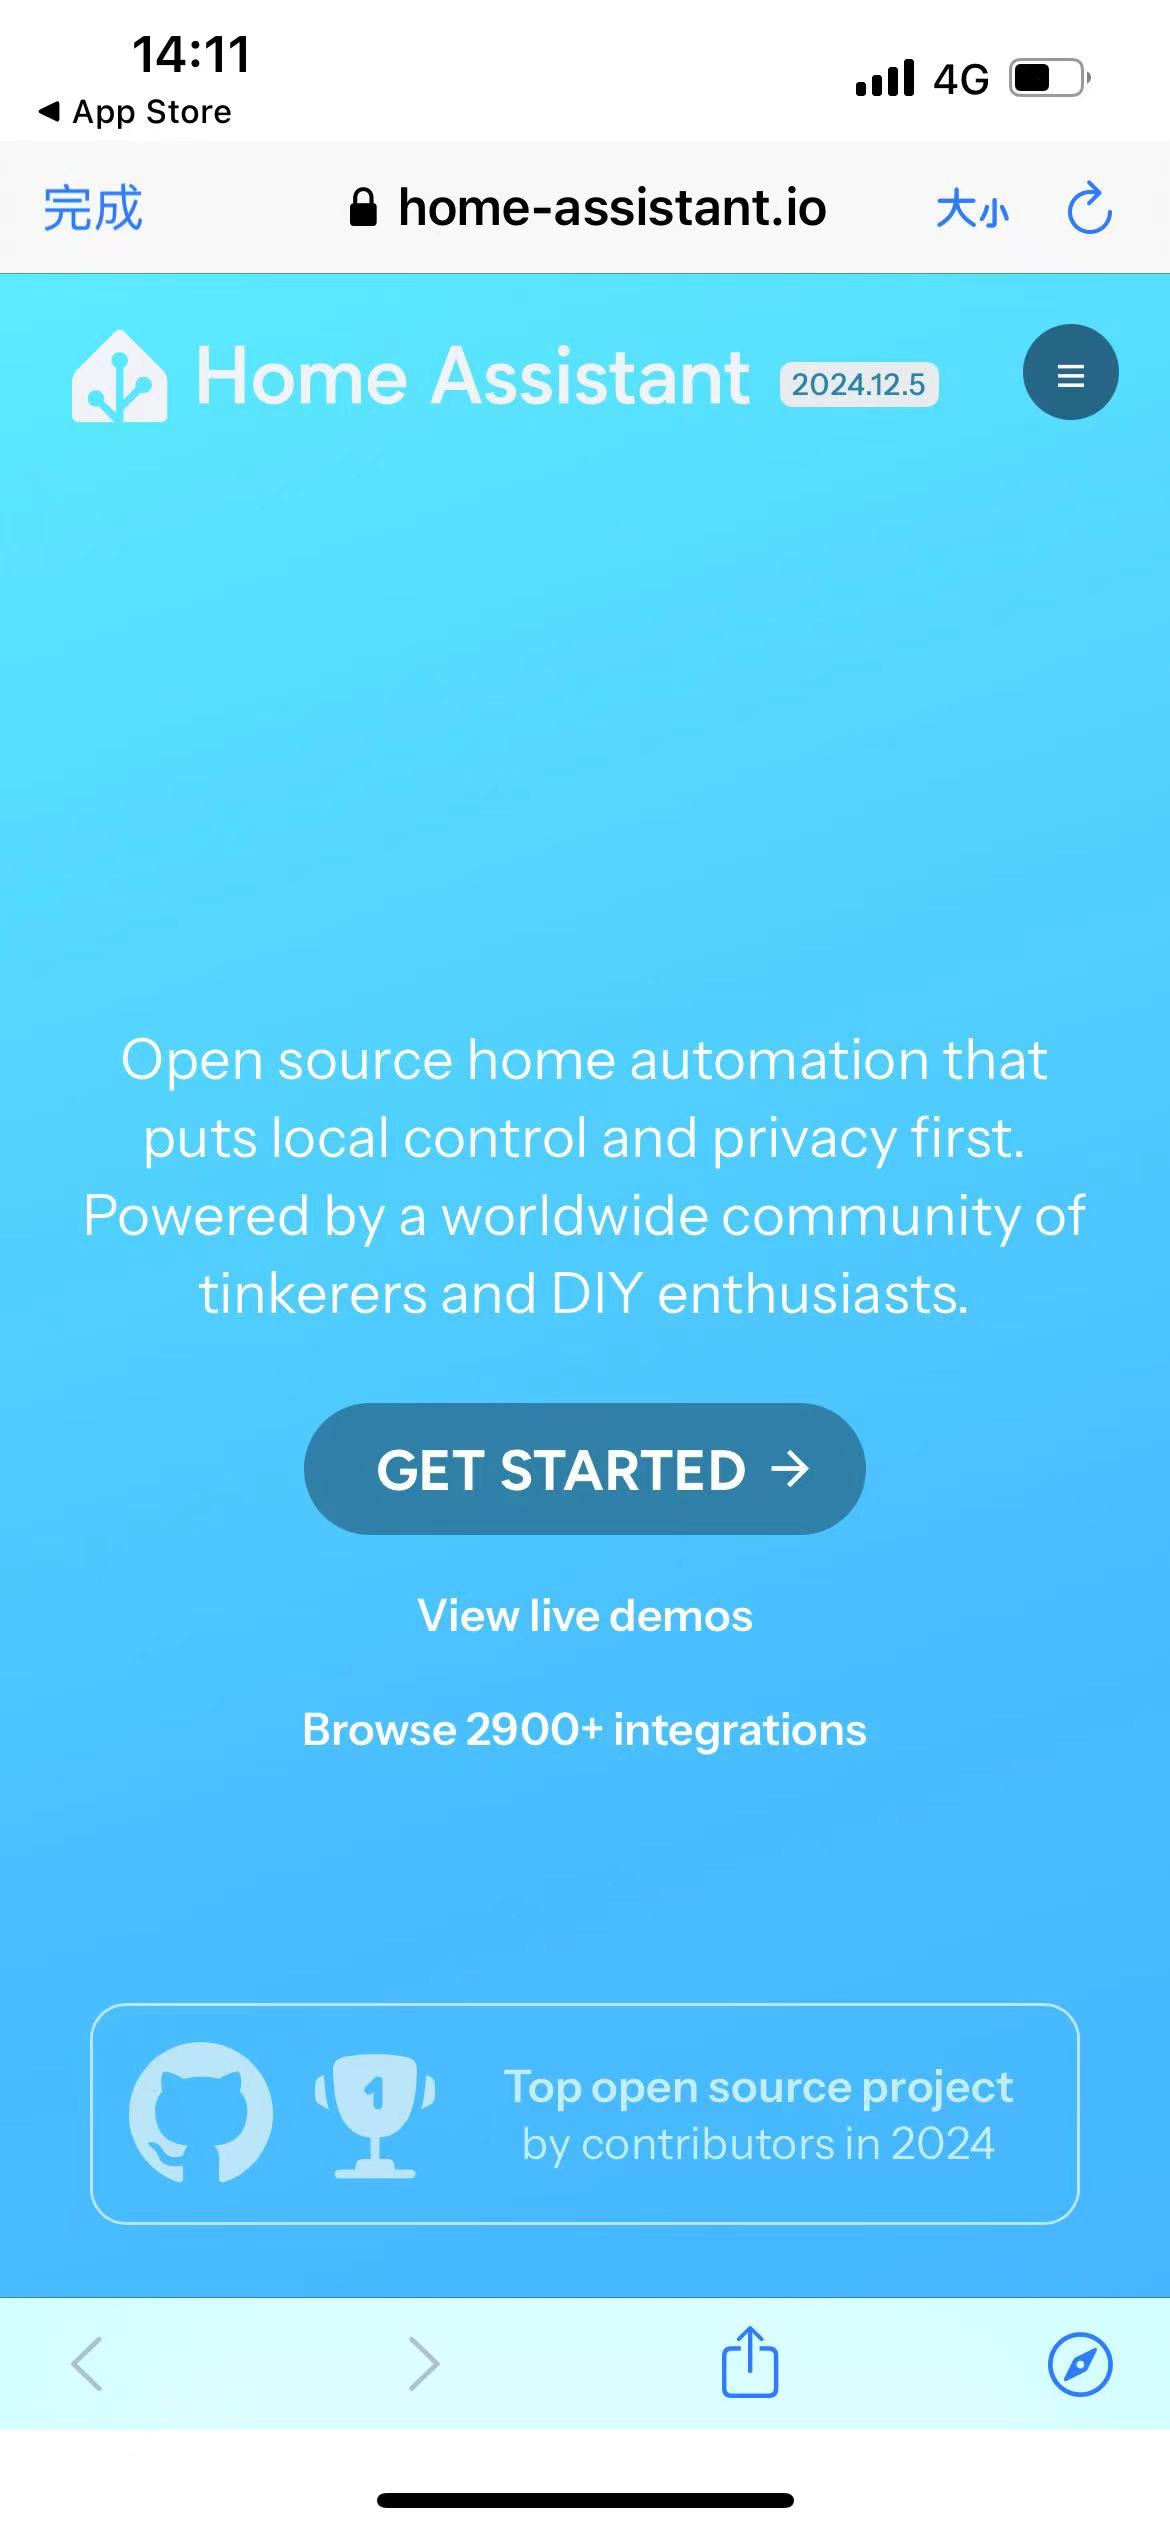 14:11
4G
◀ App Store
完成
home-assistant.io
大小
Home Assistant 2024.12.5
Open source home automation that
puts local control and privacy first.
Powered by a worldwide community of
tinkerers and DIY enthusiasts.
GET STARTED →
View live demos
Browse 2900+ integrations
1
Top open source project
by contributors in 2024